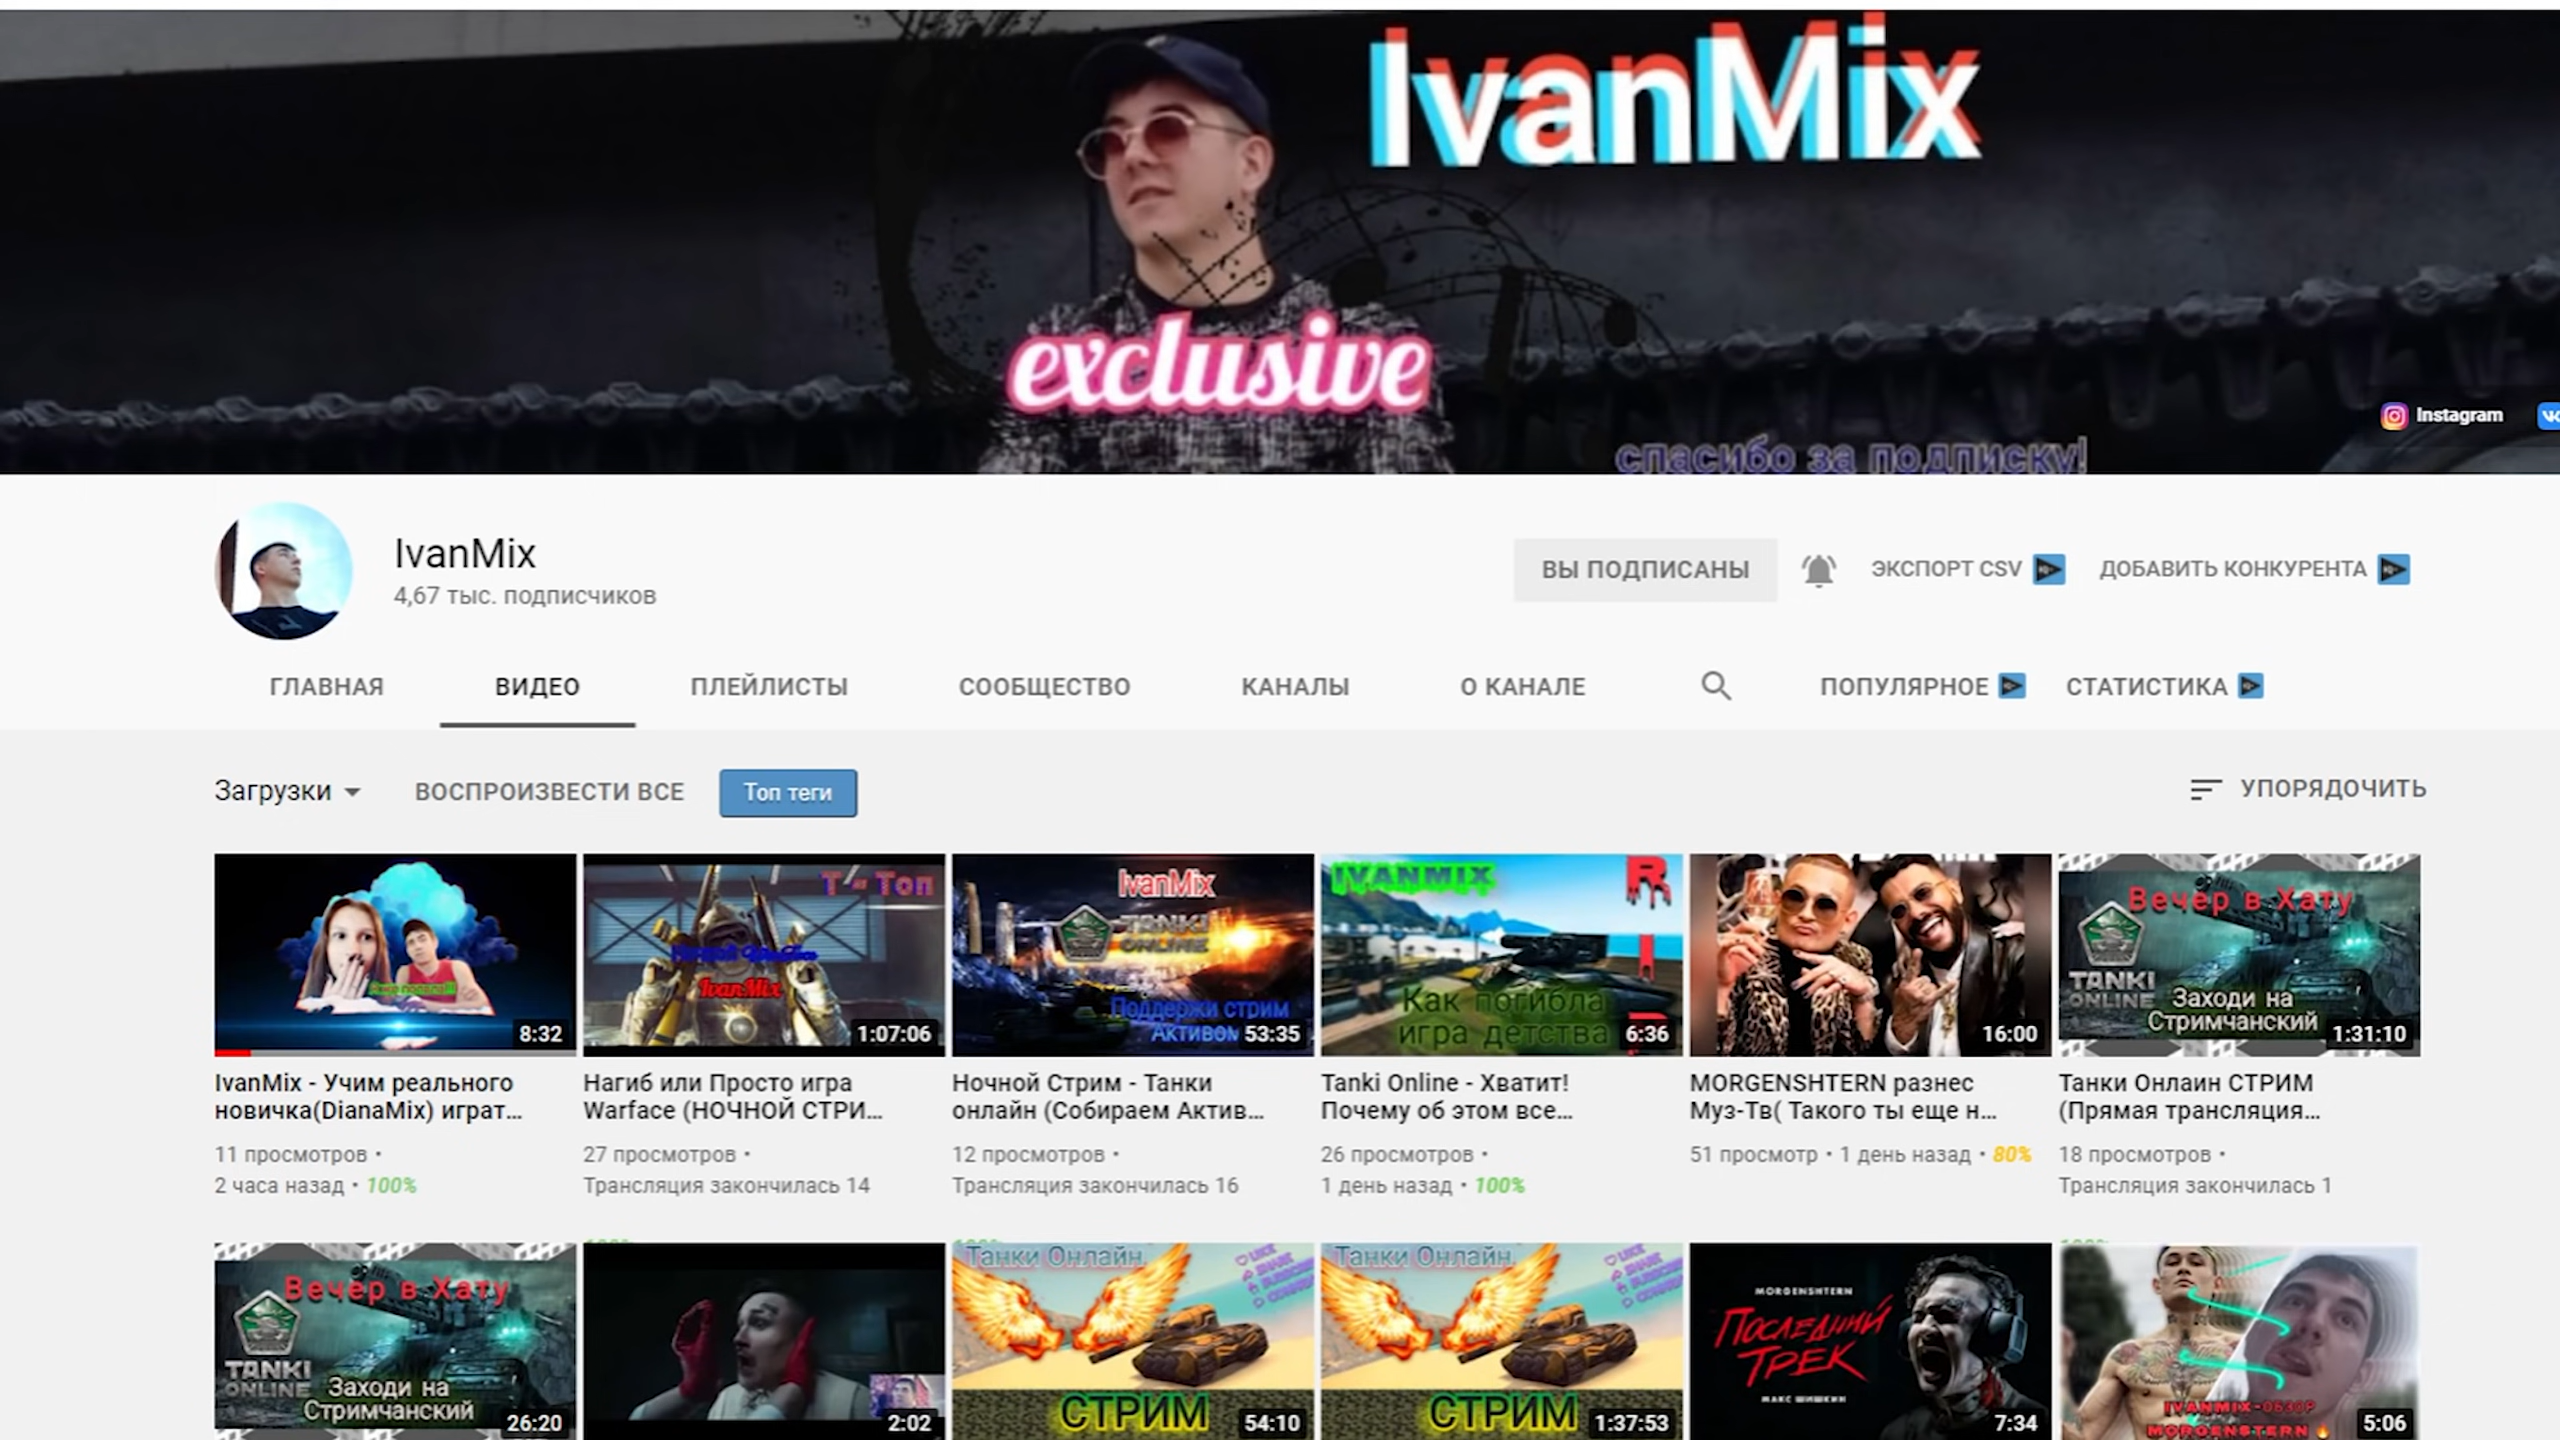 IvanMix
exclusive
Instagram
спасибо за подписку!
IvanMix
4,67 тыс. подписчиков
ВЫ ПОДПИСАНЫ
ЭКСПОРТ CSV
ДОБАВИТЬ КОНКУРЕНТА
ГЛАВНАЯ
ВИДЕО
ПЛЕЙЛИСТЫ
СООБЩЕСТВО
КАНАЛЫ
О КАНАЛЕ
ПОПУЛЯРНОЕ
СТАТИСТИКА
Загрузки
ВОСПРОИЗВЕСТИ ВСЕ
Топ теги
УПОРЯДОЧИТЬ
8:32
IvanMix - Учим реального
новичка(DianaMix) играт...
11 просмотров •
2 часа назад • 100%
Т - Топ
IvanMix
1:07:06
Нагиб или Просто игра
Warface (НОЧНОЙ СТРИ...
27 просмотров •
Трансляция закончилась 14
IvanMix
TANKI
ONLINE
Поддержи стрим
Активом
53:35
Ночной Стрим - Танки
онлайн (Собираем Актив...
12 просмотров •
Трансляция закончилась 16
IVANMIX
R
Как погибла
игра детства
6:36
Tanki Online - Хватит!
Почему об этом все...
26 просмотров •
1 день назад • 100%
16:00
MORGENSHTERN разнес
Муз-Тв( Такого ты еще н...
51 просмотр • 1 день назад • 80%
Вечер в Хату
TANKI
ONLINE
Заходи на
Стримчанский
1:31:10
Танки Онлаин СТРИМ
(Прямая трансляция...
18 просмотров •
Трансляция закончилась 1
Вечер в Хату
TANKI
ONLINE
Заходи на
Стримчанский
26:20
2:02
Танки Онлайн
СТРИМ
54:10
Танки Онлайн
СТРИМ
1:37:53
MORGENSHTERN
ПОСЛЕДНИЙ
ТРЕК
МАКС ШИШКИН
7:34
IVANMIX-ОБЗОР
MORGENSTERN
5:06